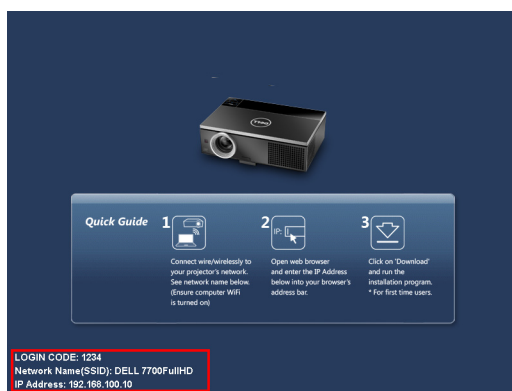 DELL
Quick Guide
1
2
3
IP:
Connect wire/wirelessly to
your projector's network.
See network name below.
(Ensure computer WiFi
is turned on)
Open web browser
and enter the IP Address
below into your browser's
address bar.
Click on 'Download'
and run the
installation program.
* For first time users.
LOGIN CODE: 1234
Network Name(SSID): DELL 7700FullHD
IP Address: 192.168.100.10